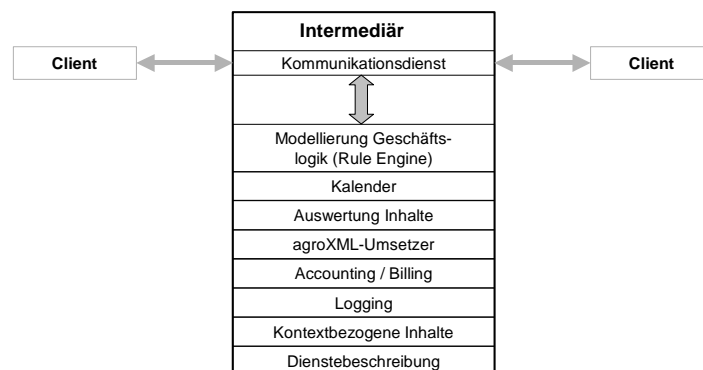 Intermediär
Client
Kommunikationsdienst
Client
Modellierung Geschäfts-
logik (Rule Engine)
Kalender
Auswertung Inhalte
agroXML-Umsetzer
Accounting / Billing
Logging
Kontextbezogene Inhalte
Dienstebeschreibung